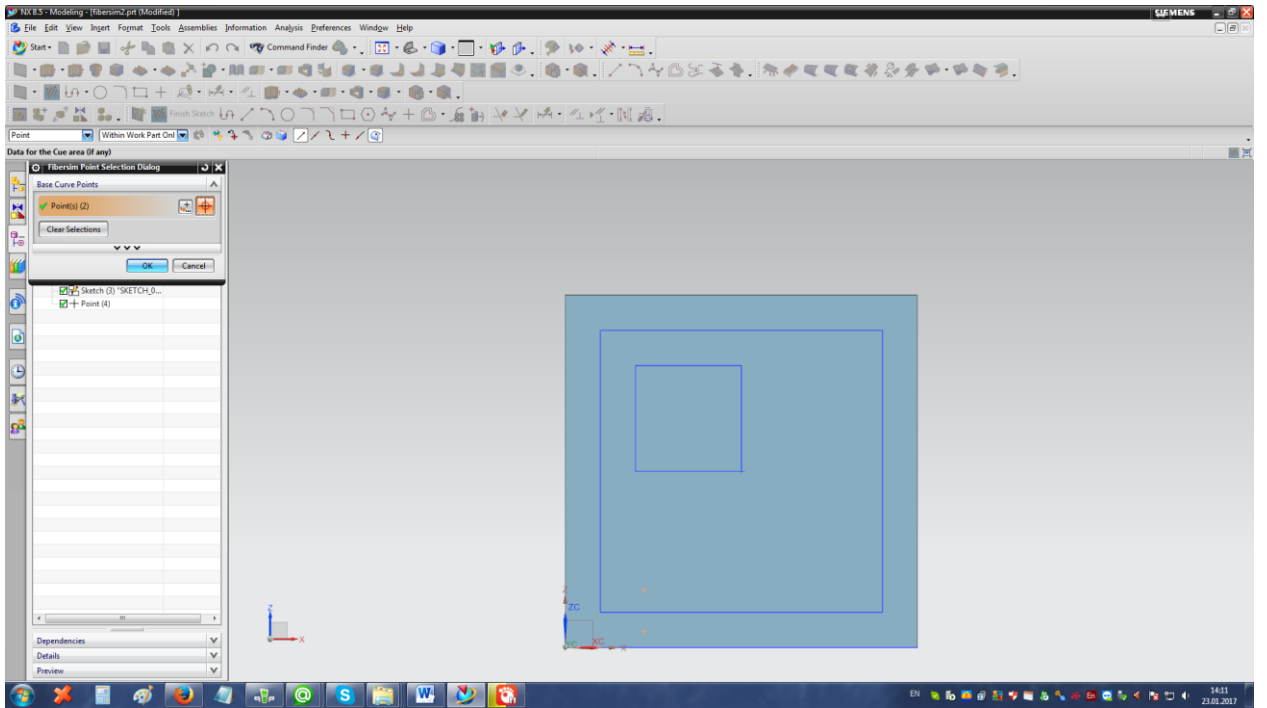 NX 8.5 - Modeling - [fibersim2.prt (Modified) ]
SIEMENS
File Edit View Insert Format Tools Assemblies Information Analysis Preferences Window Help
Start
Command Finder
Finish Sketch
Point
Within Work Part Onl
Data for the Cue area (if any)
Fibersim Point Selection Dialog
Base Curve Points
Point(s) (2)
Clear Selections
OK
Cancel
Sketch (3) "SKETCH_0...
Point (4)
Z
ZC
Z
X
YC
XC
X
Dependencies
Details
Preview
EN
14:11
23.01.2017